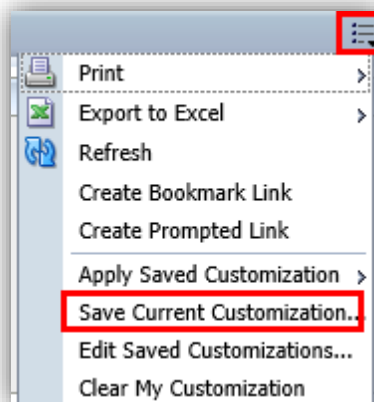 Print
Export to Excel
Refresh
Create Bookmark Link
Create Prompted Link
Apply Saved Customization
Save Current Customization...
Edit Saved Customizations...
Clear My Customization